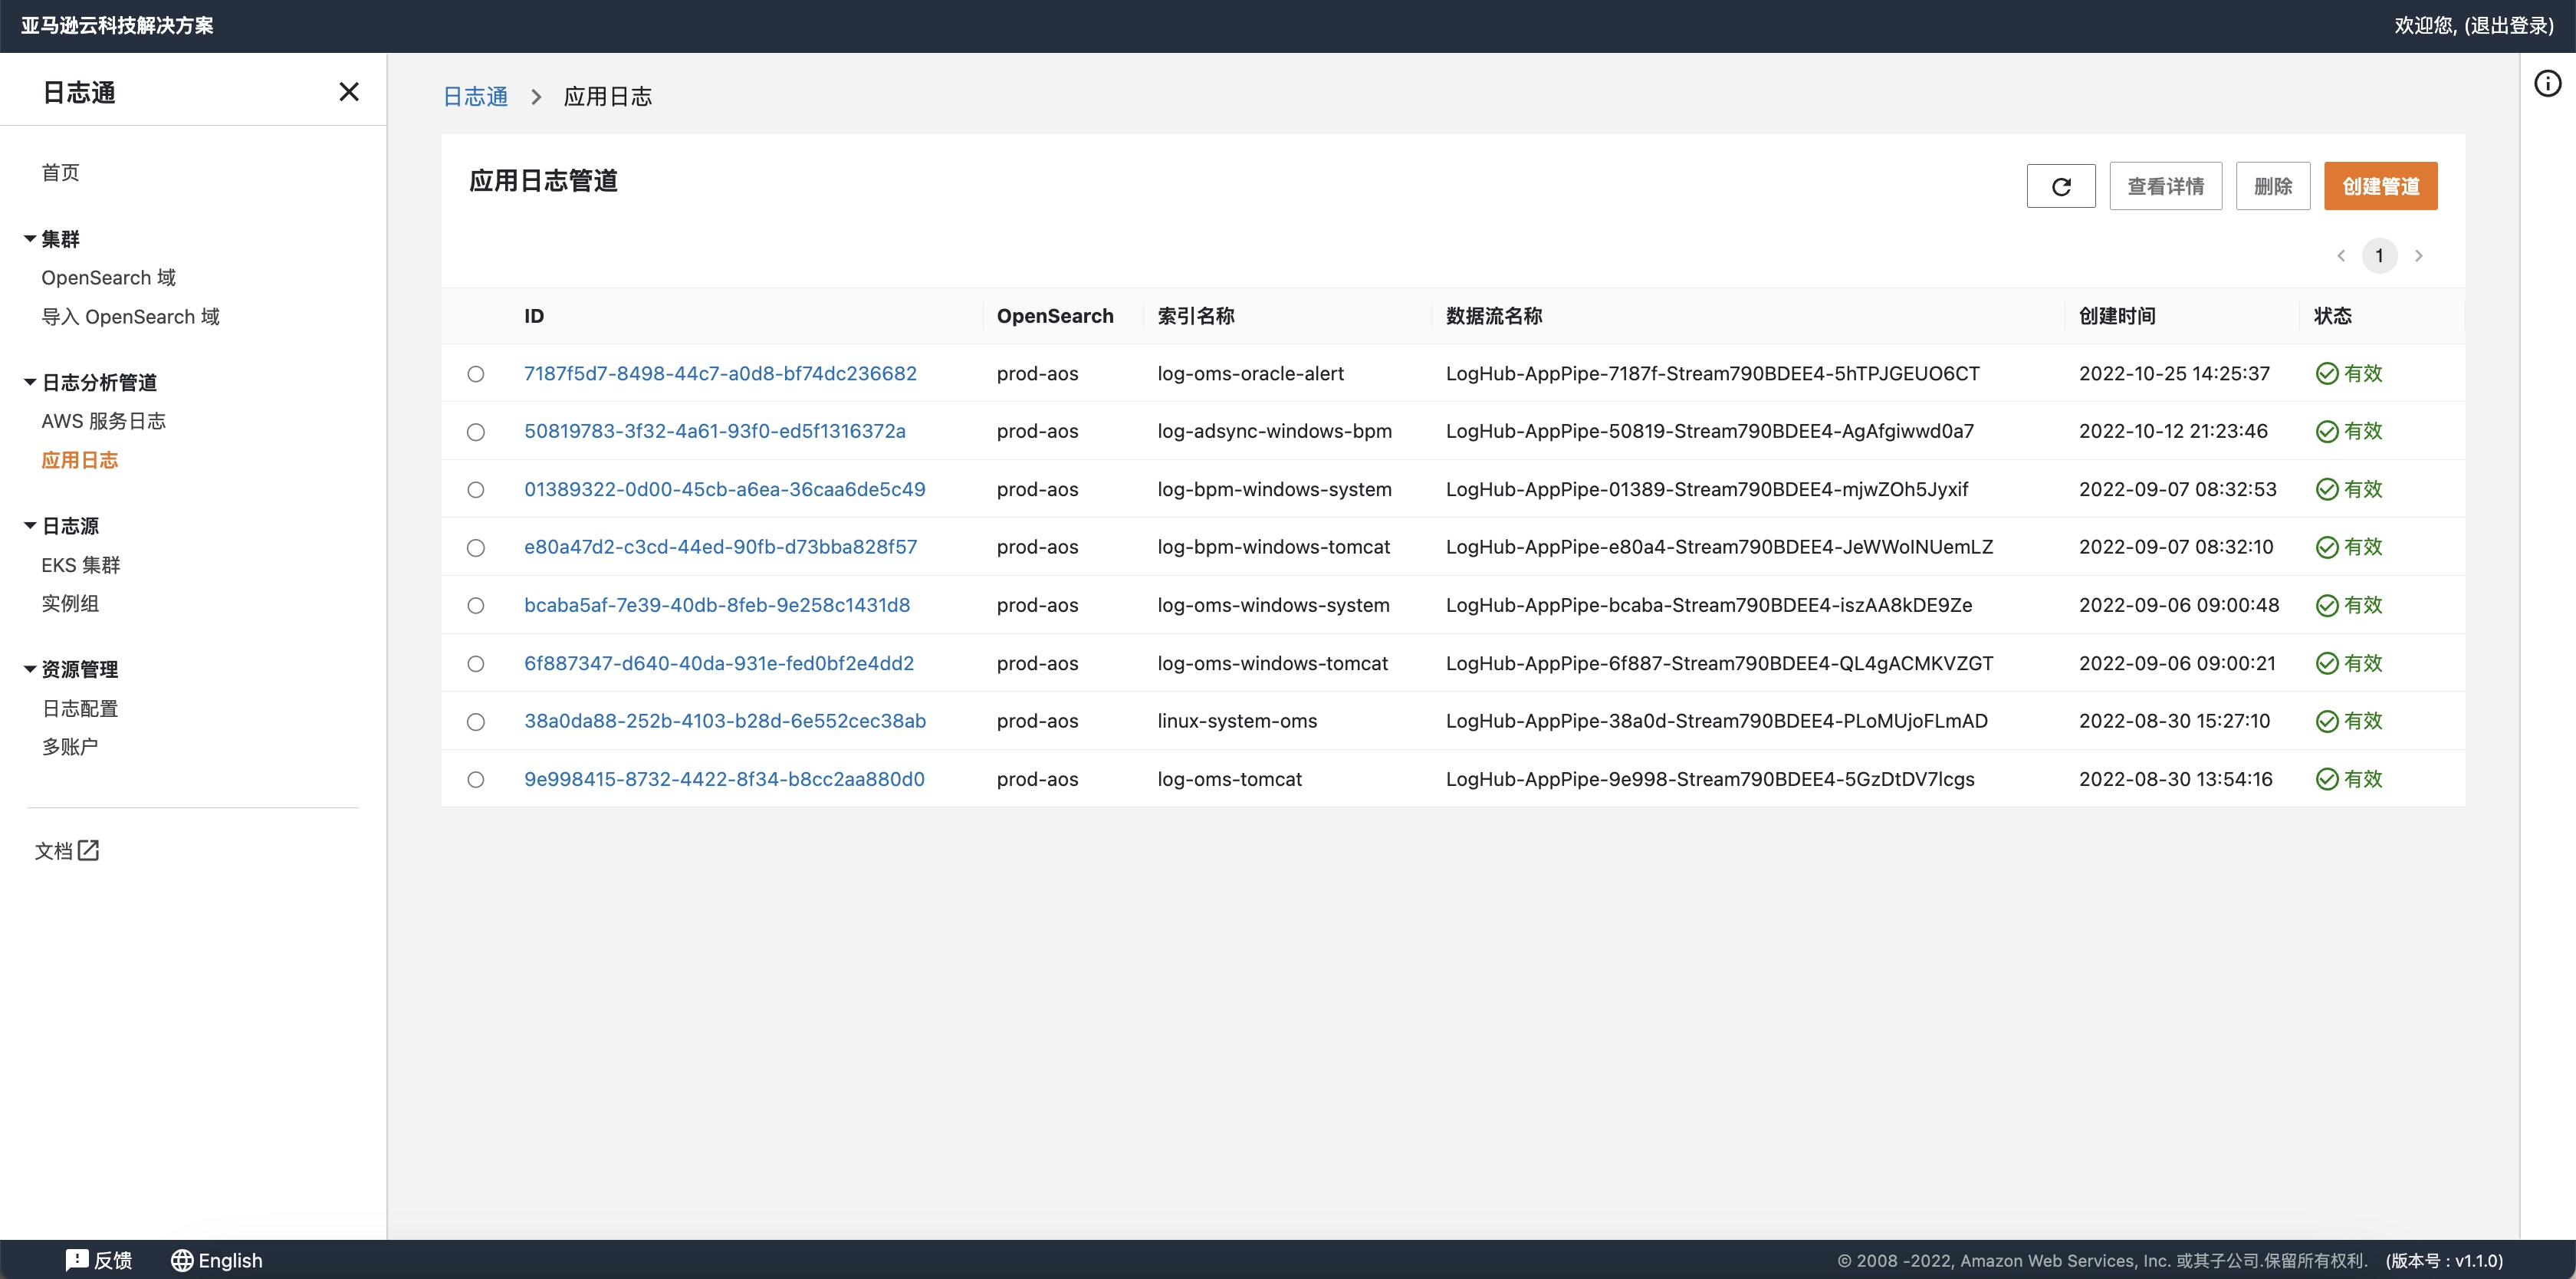 亚马逊云科技解决方案
欢迎您, (退出登录)
日志通
首页
集群
OpenSearch 域
导入 OpenSearch 域
日志分析管道
AWS 服务日志
应用日志
日志源
EKS 集群
实例组
资源管理
日志配置
多账户
文档
日志通 > 应用日志
应用日志管道
查看详情 删除 创建管道
1
ID OpenSearch 索引名称 数据流名称 创建时间 状态
7187f5d7-8498-44c7-a0d8-bf74dc236682 prod-aos log-oms-oracle-alert LogHub-AppPipe-7187f-Stream790BDEE4-5hTPJGEUO6CT 2022-10-25 14:25:37 有效
50819783-3f32-4a61-93f0-ed5f1316372a prod-aos log-adsync-windows-bpm LogHub-AppPipe-50819-Stream790BDEE4-AgAfgiwwd0a7 2022-10-12 21:23:46 有效
01389322-0d00-45cb-a6ea-36caa6de5c49 prod-aos log-bpm-windows-system LogHub-AppPipe-01389-Stream790BDEE4-mjwZOh5Jyxif 2022-09-07 08:32:53 有效
e80a47d2-c3cd-44ed-90fb-d73bba828f57 prod-aos log-bpm-windows-tomcat LogHub-AppPipe-e80a4-Stream790BDEE4-JeWWolNUemLZ 2022-09-07 08:32:10 有效
bcaba5af-7e39-40db-8feb-9e258c1431d8 prod-aos log-oms-windows-system LogHub-AppPipe-bcaba-Stream790BDEE4-iszAA8kDE9Ze 2022-09-06 09:00:48 有效
6f887347-d640-40da-931e-fed0bf2e4dd2 prod-aos log-oms-windows-tomcat LogHub-AppPipe-6f887-Stream790BDEE4-QL4gACMKVZGT 2022-09-06 09:00:21 有效
38a0da88-252b-4103-b28d-6e552cec38ab prod-aos linux-system-oms LogHub-AppPipe-38a0d-Stream790BDEE4-PLoMUjoFLmAD 2022-08-30 15:27:10 有效
9e998415-8732-4422-8f34-b8cc2aa880d0 prod-aos log-oms-tomcat LogHub-AppPipe-9e998-Stream790BDEE4-5GzDtDV7lcgs 2022-08-30 13:54:16 有效
反馈 English
© 2008 -2022, Amazon Web Services, Inc. 或其子公司.保留所有权利. (版本号 : v1.1.0)